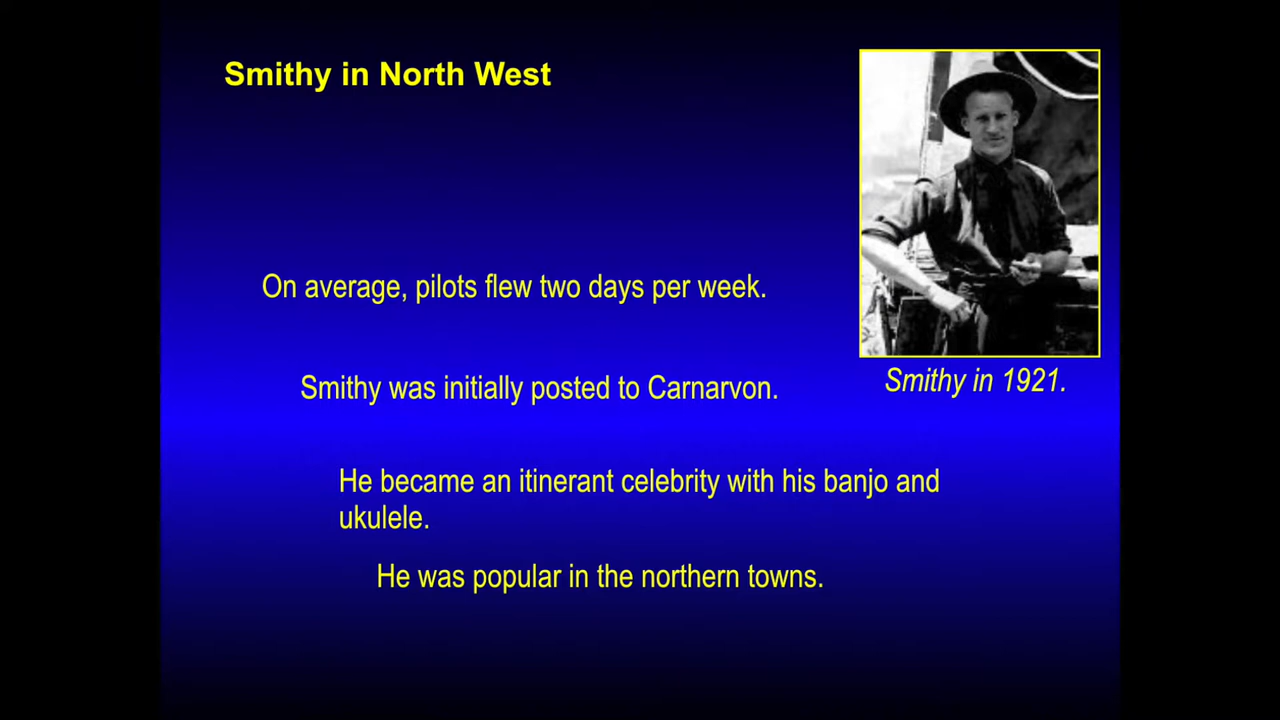 Smithy in North West
On average, pilots flew two days per week.
Smithy was initially posted to Carnarvon.
Smithy in 1921.
He became an itinerant celebrity with his banjo and
ukulele.
He was popular in the northern towns.